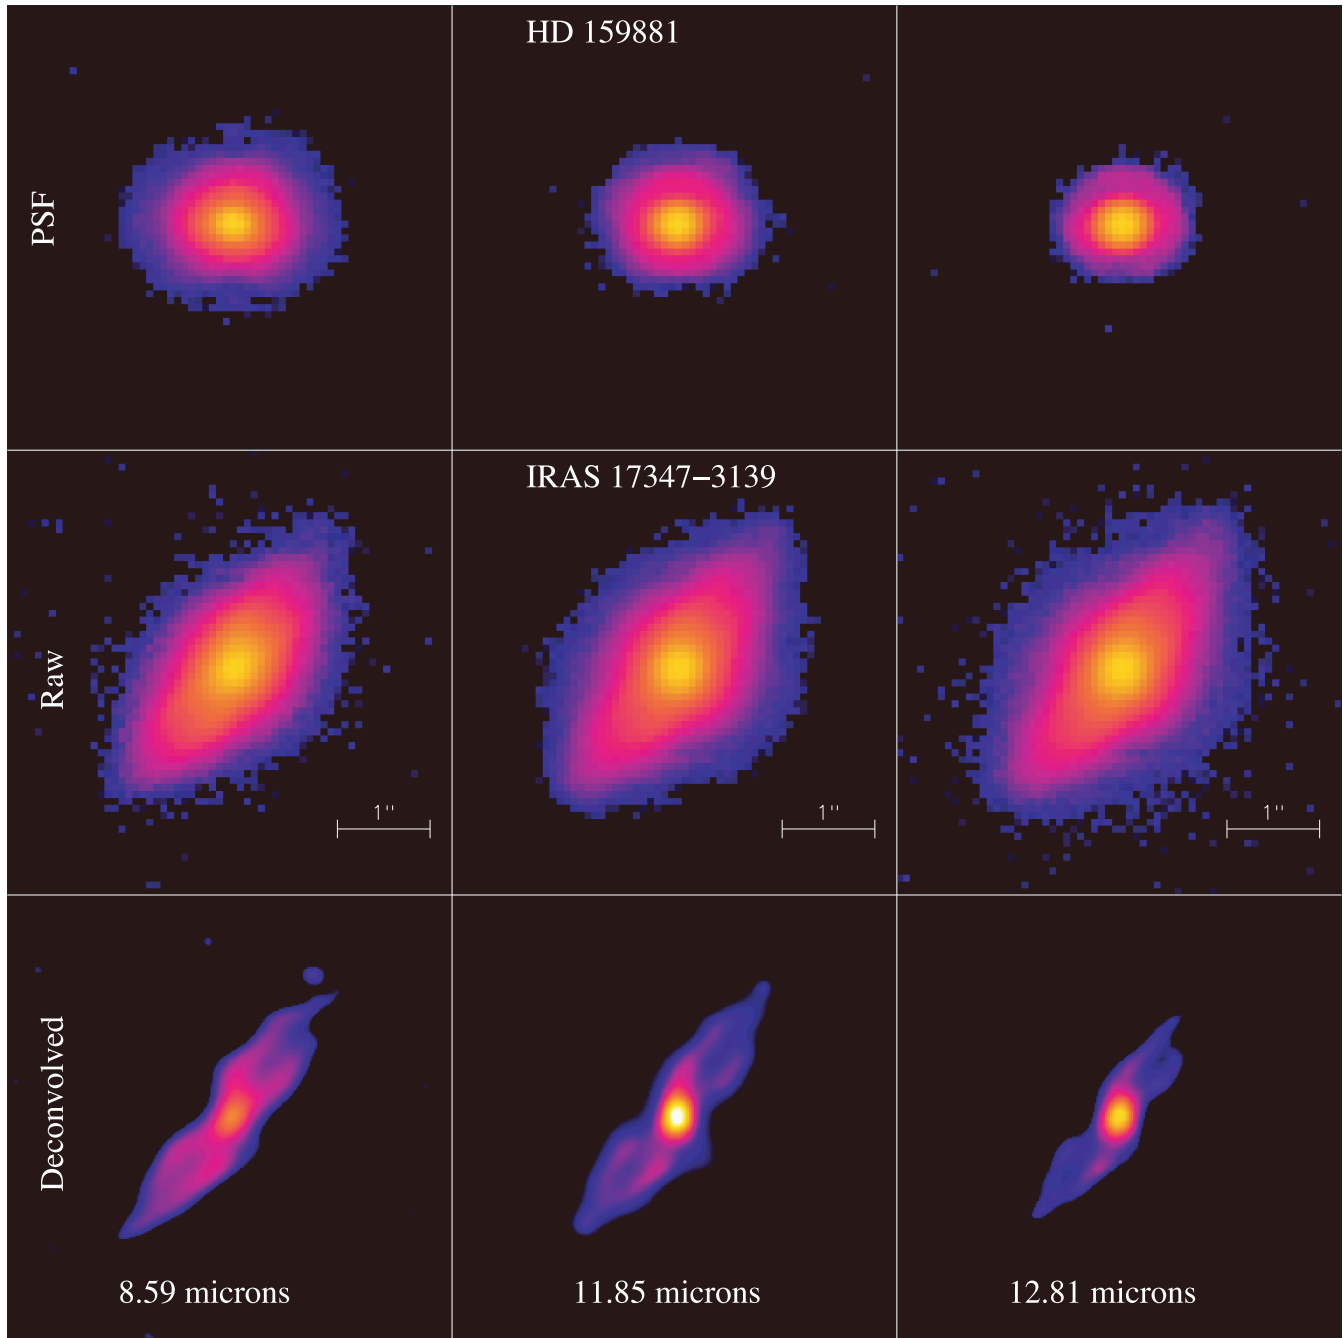 HD 159881
PSF
IRAS 17347−3139
Raw
1''
1''
1''
Deconvolved
8.59 microns
11.85 microns
12.81 microns